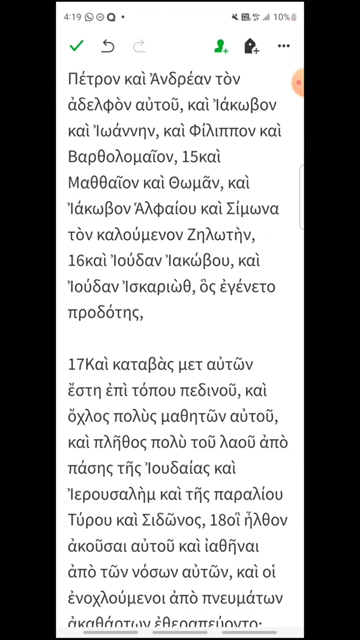 4:19 10%
Πέτρον καὶ Ἀνδρέαν τὸν
ἀδελφὸν αὐτοῦ, καὶ Ἰάκωβον
καὶ Ἰωάννην, καὶ Φίλιππον καὶ
Βαρθολομαῖον, 15καὶ
Μαθθαῖον καὶ Θωμᾶν, καὶ
Ἰάκωβον Ἁλφαίου καὶ Σίμωνα
τὸν καλούμενον Ζηλωτὴν,
16καὶ Ἰούδαν Ἰακώβου, καὶ
Ἰούδαν Ἰσκαριὼθ, ὃς ἐγένετο
προδότης,
17Καὶ καταβὰς μετ αὐτῶν
ἔστη ἐπὶ τόπου πεδινοῦ, καὶ
ὄχλος πολὺς μαθητῶν αὐτοῦ,
καὶ πλῆθος πολὺ τοῦ λαοῦ ἀπὸ
πάσης τῆς Ἰουδαίας καὶ
Ἰερουσαλὴμ καὶ τῆς παραλίου
Τύρου καὶ Σιδῶνος, 18οἳ ἦλθον
ἀκοῦσαι αὐτοῦ καὶ ἰαθῆναι
ἀπὸ τῶν νόσων αὐτῶν, καὶ οἱ
ἐνοχλούμενοι ἀπὸ πνευμάτων
ἀκαθάρτων ἐθεραπεύοντο·